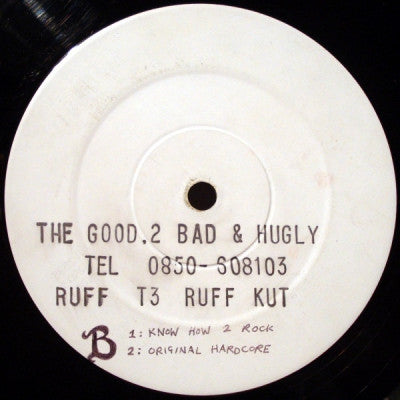 THE GOOD.2 BAD & HUGLY
TEL 0850-S08103
RUFF T3 RUFF KUT
B
1: KNOW HOW 2 ROCK
2: ORIGINAL HARDCORE